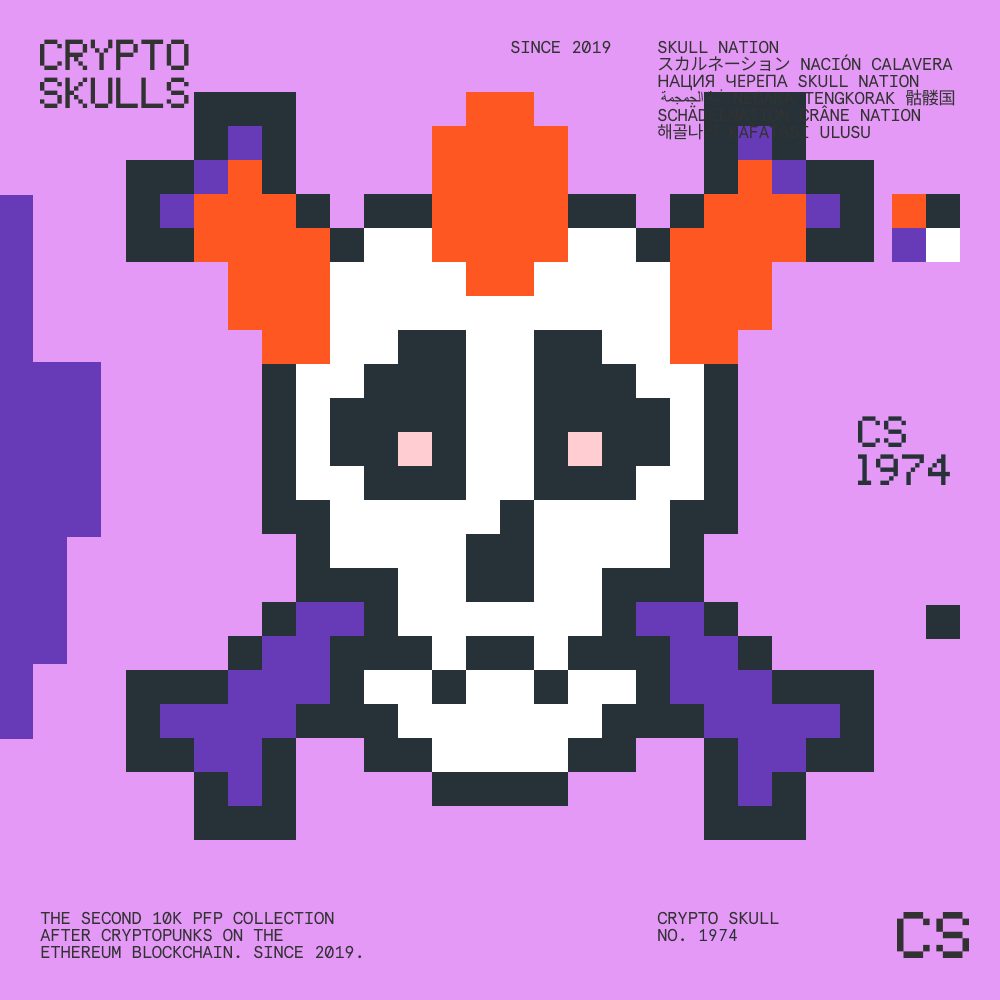 CRYPTO
SKULLS
SINCE 2019
SKULL NATION
スカルネーション NACIÓN CALAVERA
НАЦИЯ ЧЕРЕПА SKULL NATION
TENGKORAK 骷髅国
CRÂNE NATION
해골나 ULUSU
CS
1974
THE SECOND 10K PFP COLLECTION
AFTER CRYPTOPUNKS ON THE
ETHEREUM BLOCKCHAIN. SINCE 2019.
CRYPTO SKULL
NO. 1974
CS